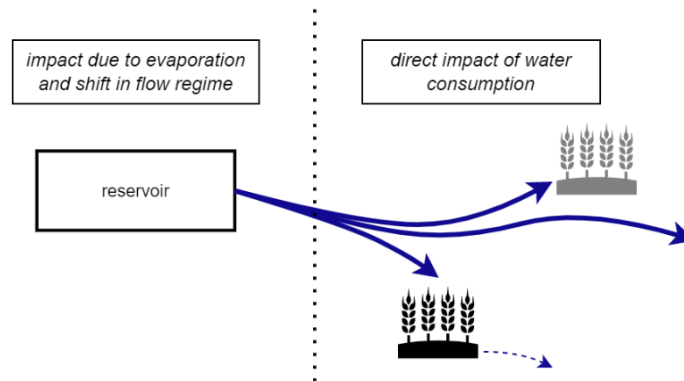 impact due to evaporation
and shift in flow regime
direct impact of water
consumption
reservoir